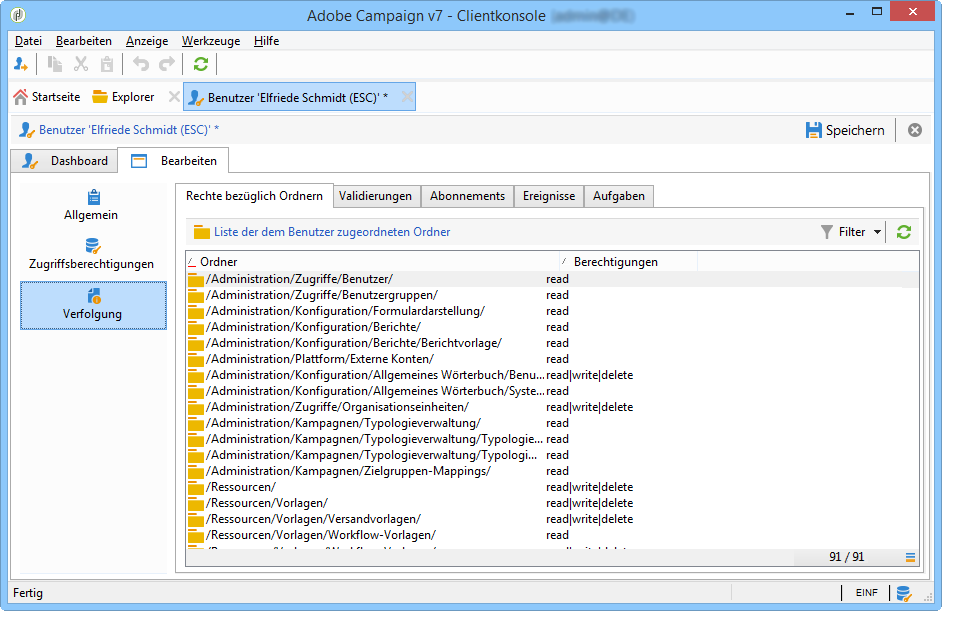 Adobe Campaign v7 - Clientkonsole
Datei Bearbeiten Anzeige Werkzeuge Hilfe
Startseite Explorer Benutzer 'Elfriede Schmidt (ESC)' *
Benutzer 'Elfriede Schmidt (ESC)' * Speichern
Dashboard Bearbeiten
Allgemein
Zugriffsberechtigungen
Verfolgung
Rechte bezüglich Ordnern Validierungen Abonnements Ereignisse Aufgaben
Liste der dem Benutzer zugeordneten Ordner Filter
Ordner Berechtigungen
/Administration/Zugriffe/Benutzer/ read
/Administration/Zugriffe/Benutzergruppen/ read
/Administration/Konfiguration/Formulardarstellung/ read
/Administration/Konfiguration/Berichte/ read
/Administration/Konfiguration/Berichte/Berichtvorlage/ read
/Administration/Plattform/Externe Konten/ read
/Administration/Konfiguration/Allgemeines Wörterbuch/Benu... read|write|delete
/Administration/Konfiguration/Allgemeines Wörterbuch/Syste... read
/Administration/Zugriffe/Organisationseinheiten/ read|write|delete
/Administration/Kampagnen/Typologieverwaltung/ read
/Administration/Kampagnen/Typologieverwaltung/Typologie... read
/Administration/Kampagnen/Typologieverwaltung/Typologi... read
/Administration/Kampagnen/Zielgruppen-Mappings/ read
/Ressourcen/ read|write|delete
/Ressourcen/Vorlagen/ read|write|delete
/Ressourcen/Vorlagen/Versandvorlagen/ read|write|delete
/Ressourcen/Vorlagen/Workflow-Vorlagen/ read
91 / 91
Fertig EINF